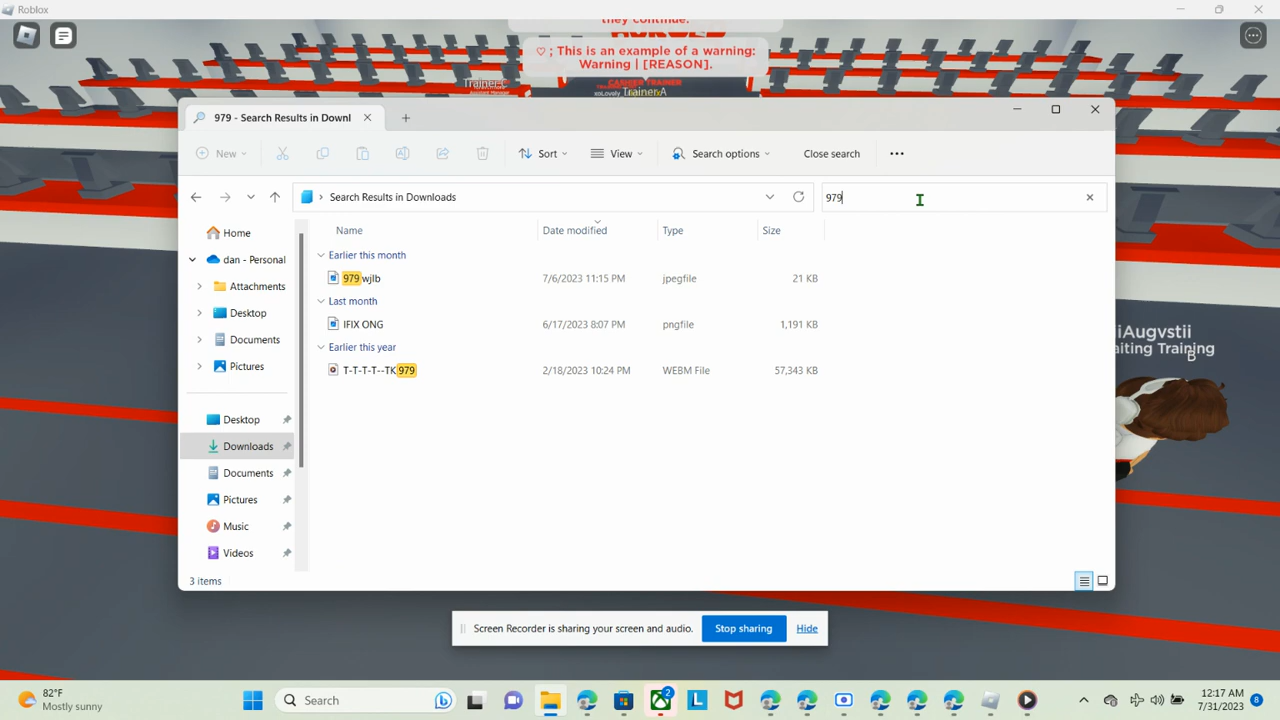 Roblox
they continue.
♡ ; This is an example of a warning:
Warning | [REASON].
CASHIER TRAINER
Trainer A
979 - Search Results in Downl
New
Sort
View
Search options
Close search
Search Results in Downloads
979
Home
dan - Personal
Attachments
Desktop
Documents
Pictures
Desktop
Downloads
Documents
Pictures
Music
Videos
Name
Date modified
Type
Size
Earlier this month
979 wjlb
7/6/2023 11:15 PM
jpegfile
21 KB
Last month
IFIX ONG
6/17/2023 8:07 PM
pngfile
1,191 KB
Earlier this year
T-T-T-T--TK979
2/18/2023 10:24 PM
WEBM File
57,343 KB
3 items
iAugvstii
aiting Training
B
Screen Recorder is sharing your screen and audio.
Stop sharing
Hide
82°F
Mostly sunny
Search
2
12:17 AM
7/31/2023
8